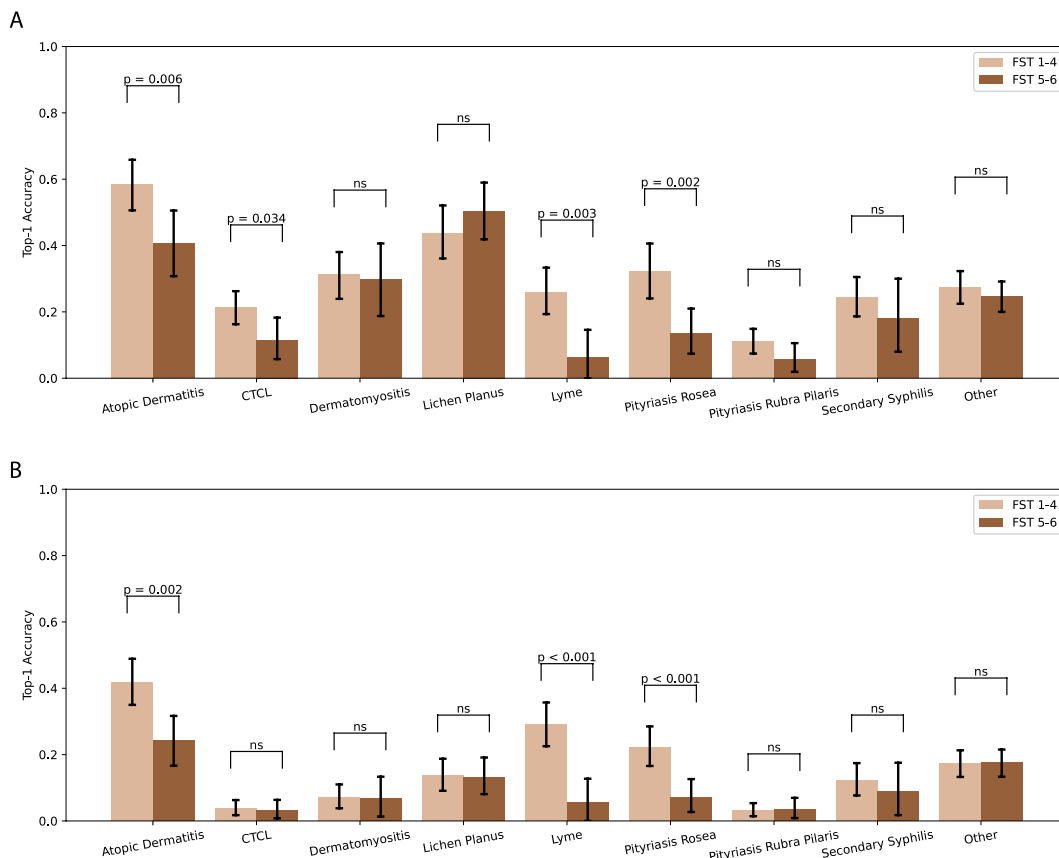 A
1.0
0.8
0.6
0.4
0.2
0.0
Top-1 Accuracy
FST 1-4
FST 5-6
p = 0.006
p = 0.034
ns
ns
p = 0.003
p = 0.002
ns
ns
ns
Atopic Dermatitis
CTCL
Dermatomyositis
Lichen Planus
Lyme
Pityriasis Rosea
Pityriasis Rubra Pilaris
Secondary Syphilis
Other
B
1.0
0.8
0.6
0.4
0.2
0.0
Top-1 Accuracy
FST 1-4
FST 5-6
p = 0.002
ns
ns
ns
p < 0.001
p < 0.001
ns
ns
ns
Atopic Dermatitis
CTCL
Dermatomyositis
Lichen Planus
Lyme
Pityriasis Rosea
Pityriasis Rubra Pilaris
Secondary Syphilis
Other